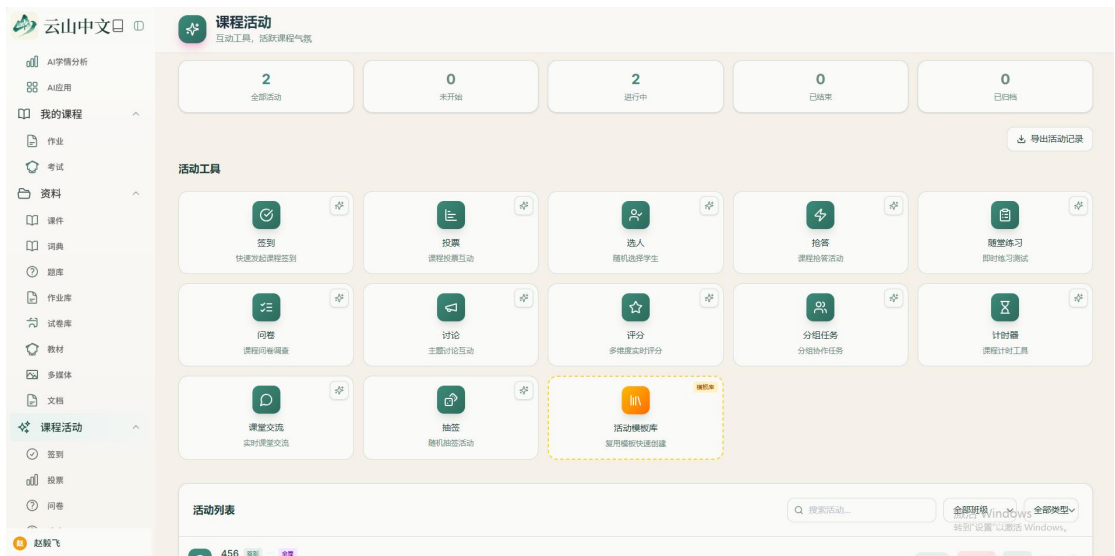 云山中文
课程活动
互动工具，活跃课程气氛
AI学情分析
AI应用
我的课程
作业
考试
资料
课件
词典
题库
作业库
试卷库
教材
多媒体
文档
课程活动
签到
投票
问卷
赵
赵毅飞
2
全部活动
0
未开始
2
进行中
0
已结束
0
已归档
导出活动记录
活动工具
签到
快速发起课程签到
投票
课程投票互动
选人
随机选择学生
抢答
课程抢答活动
随堂练习
即时练习测试
问卷
课程问卷调查
讨论
主题讨论互动
评分
多维度实时评分
分组任务
分组协作任务
计时器
课程计时工具
课堂交流
实时课堂交流
抽签
随机抽签活动
模板库
活动模板库
复用模板快速创建
活动列表
搜索活动...
全部班级
全部类型
激活 Windows
转到"设置"以激活 Windows。
456 签到